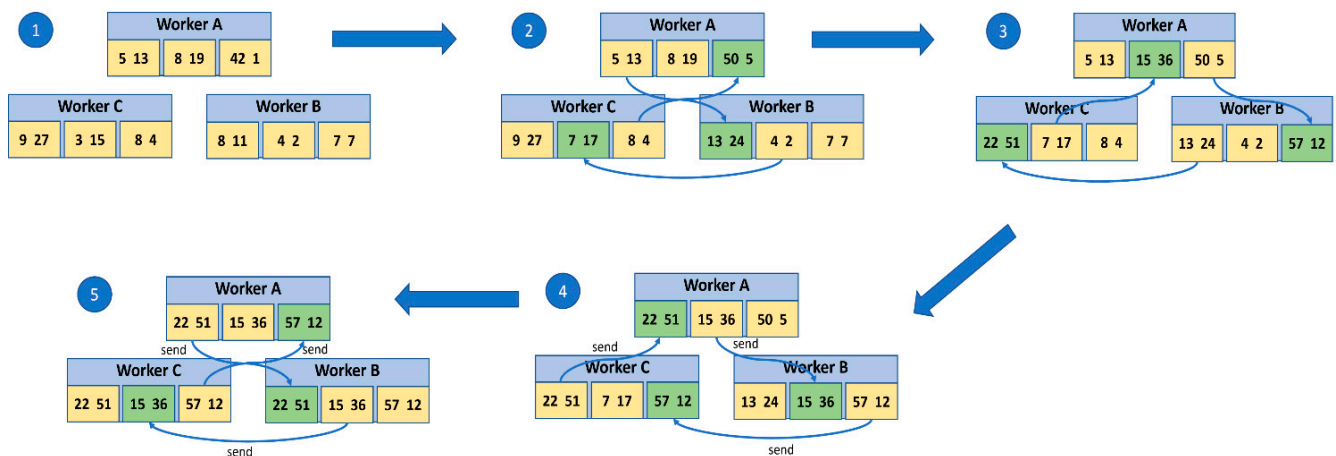 1
Worker A
5 13 8 19 42 1
Worker C
9 27 3 15 8 4
Worker B
8 11 4 2 7 7
2
Worker A
5 13 8 19 50 5
Worker C
9 27 7 17 8 4
Worker B
13 24 4 2 7 7
3
Worker A
5 13 15 36 50 5
Worker C
22 51 7 17 8 4
Worker B
13 24 4 2 57 12
4
Worker A
22 51 15 36 50 5
send
send
Worker C
22 51 7 17 57 12
Worker B
13 24 15 36 57 12
send
5
Worker A
22 51 15 36 57 12
send
send
Worker C
22 51 15 36 57 12
Worker B
22 51 15 36 57 12
send